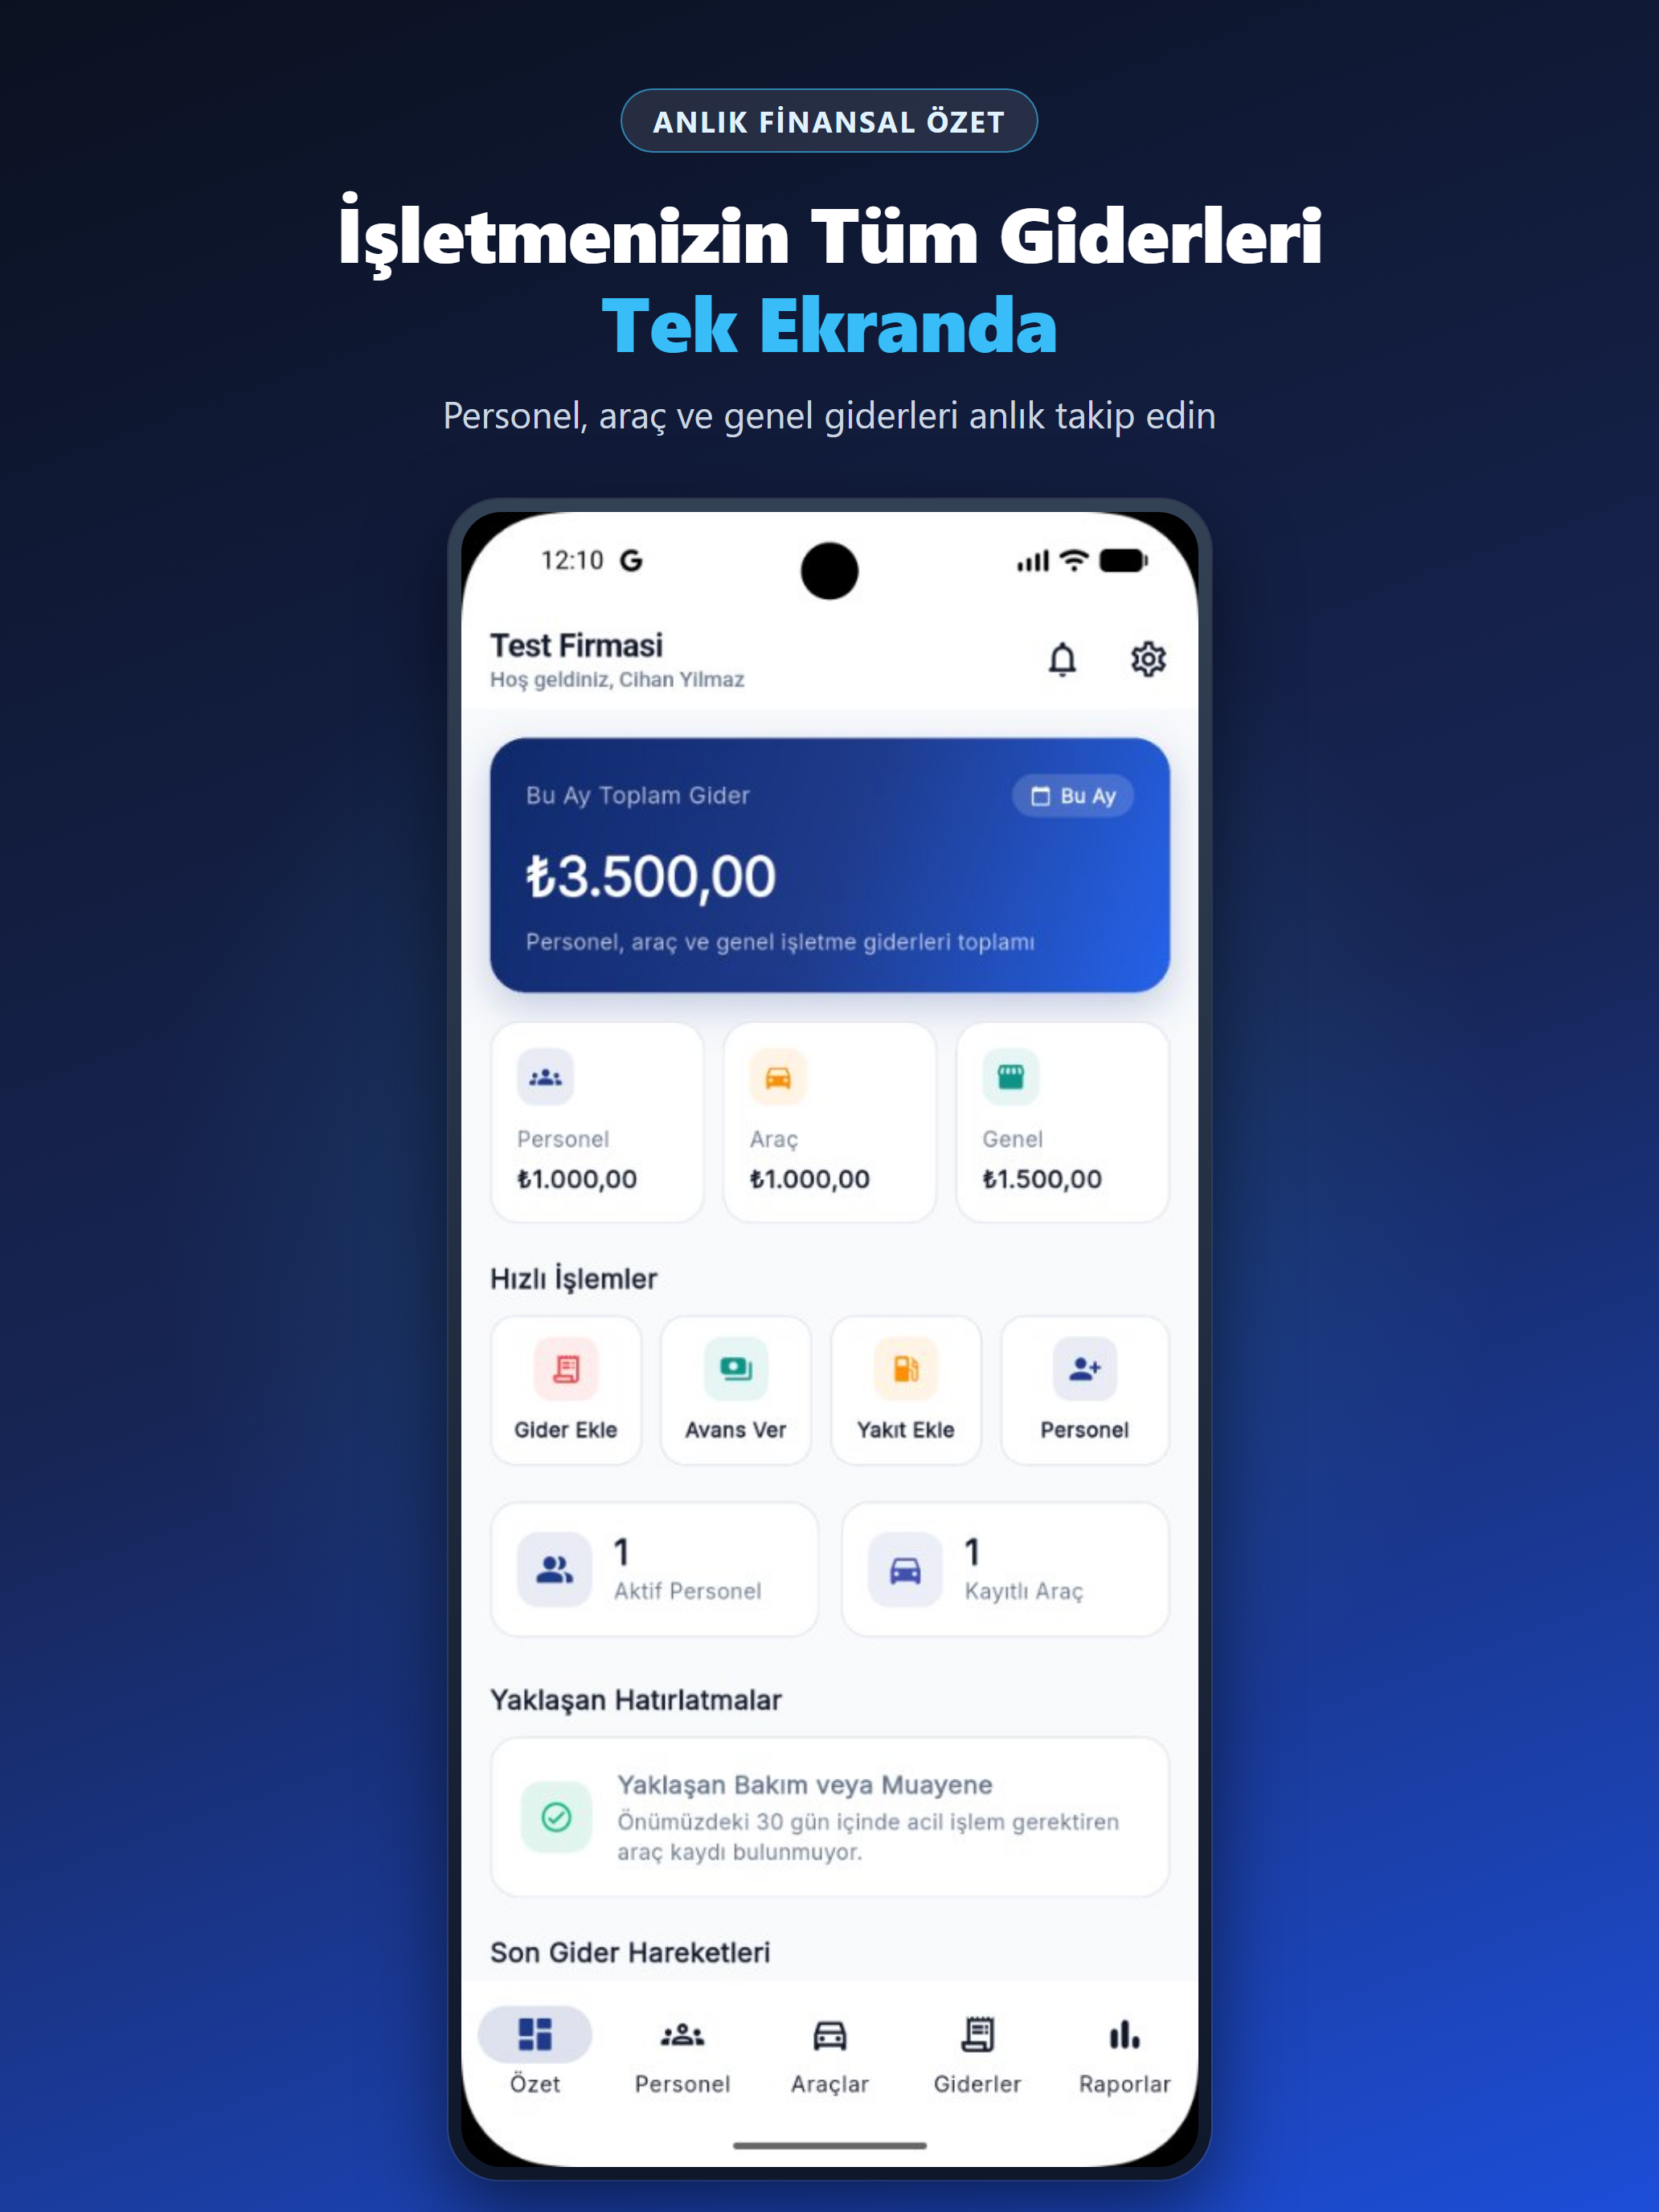 ANLIK FİNANSAL ÖZET
İşletmenizin Tüm Giderleri
Tek Ekranda
Personel, araç ve genel giderleri anlık takip edin
12:10 G
Test Firmasi
Hoş geldiniz, Cihan Yilmaz
Bu Ay Toplam Gider
Bu Ay
₺3.500,00
Personel, araç ve genel işletme giderleri toplamı
Personel
₺1.000,00
Araç
₺1.000,00
Genel
₺1.500,00
Hızlı İşlemler
Gider Ekle
Avans Ver
Yakıt Ekle
Personel
1
Aktif Personel
1
Kayıtlı Araç
Yaklaşan Hatırlatmalar
Yaklaşan Bakım veya Muayene
Önümüzdeki 30 gün içinde acil işlem gerektiren
araç kaydı bulunmuyor.
Son Gider Hareketleri
Özet
Personel
Araçlar
Giderler
Raporlar